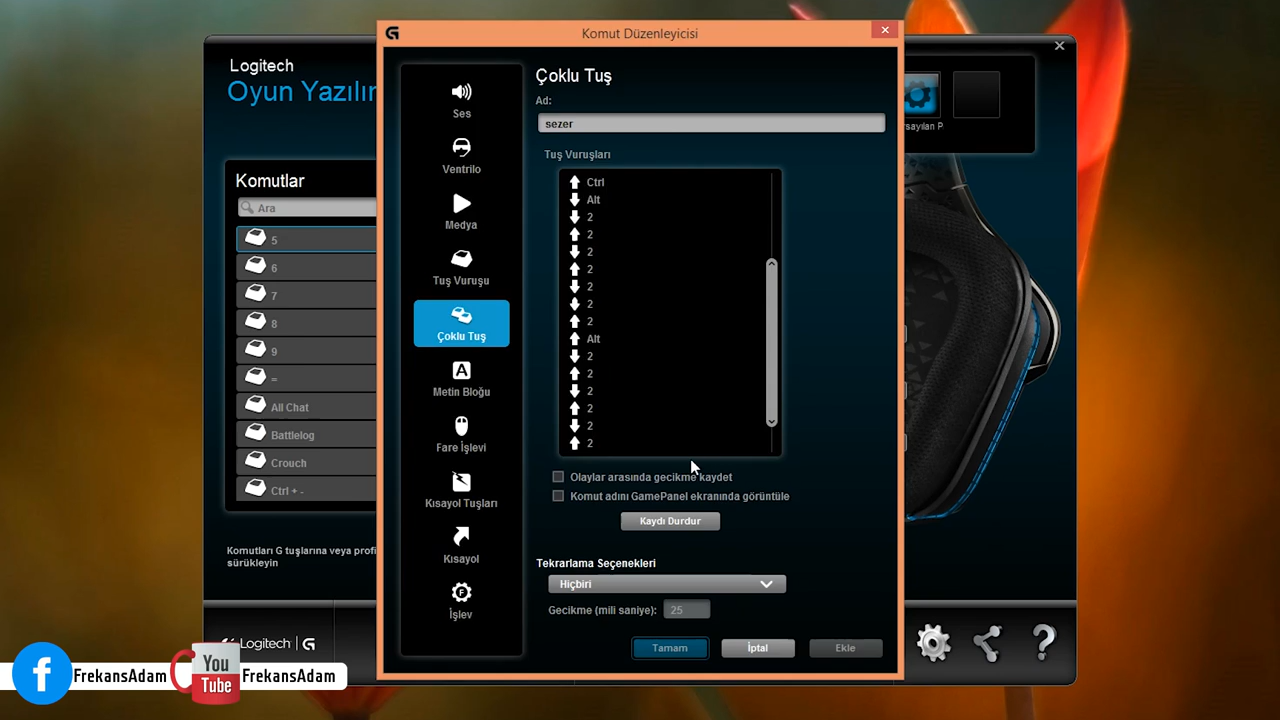 Komut Düzenleyicisi
Logitech
Oyun Yazılır
Komutlar
Ara
5
6
7
8
9
=
All Chat
Battlelog
Crouch
Ctrl + -
Komutları G tuşlarına veya profi
sürükleyin
Logitech | G
Ses
Ventrilo
Medya
Tuş Vuruşu
Çoklu Tuş
Metin Bloğu
Fare İşlevi
Kısayol Tuşları
Kısayol
İşlev
Çoklu Tuş
Ad:
sezer
Tuş Vuruşları
Ctrl
Alt
2
2
2
2
2
2
2
Alt
2
2
2
2
2
2
Olaylar arasında gecikme kaydet
Komut adını GamePanel ekranında görüntüle
Kaydı Durdur
Tekrarlama Seçenekleri
Hiçbiri
Gecikme (mili saniye): 25
Tamam
İptal
Ekle
rsayılan P
FrekansAdam
You
Tube
FrekansAdam